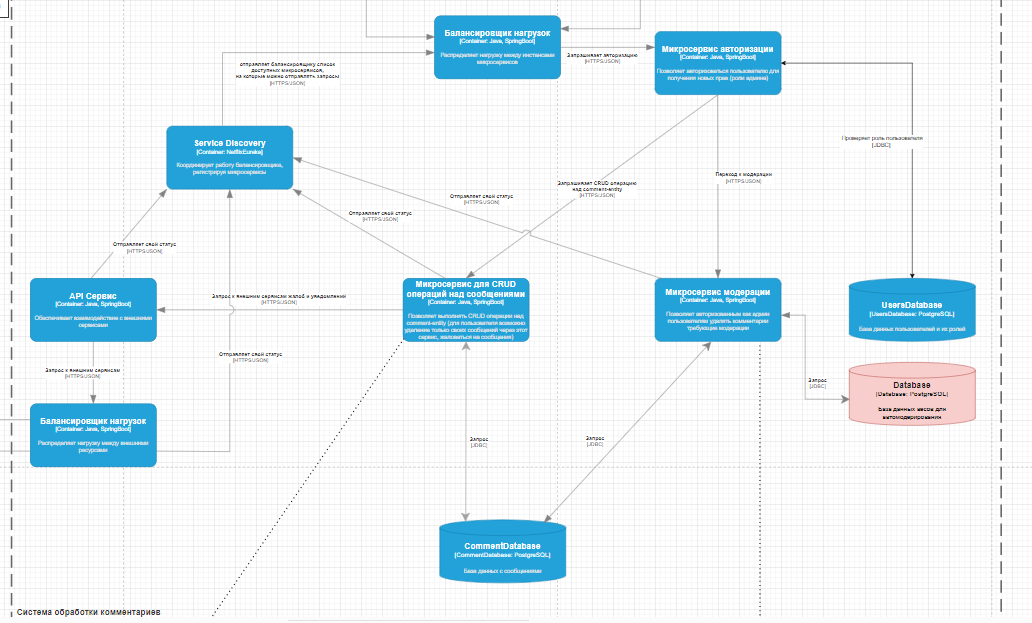 Балансировщик нагрузок
[Container: Java, SpringBoot]
Распределяет нагрузку между инстансами
микросервисов
Запрашивает авторизацию
[HTTPS:JSON]
Микросервис авторизации
[Container: Java, SpringBoot]
Позволяет авторизоваться пользователю для
получения новых прав (роли админа)
отправляет балансировщику список
доступных микросервисов,
на которые можно отправлять запросы
[HTTPS:JSON]
Service Discovery
[Container: NetflixEureka]
Координирует работу балансировщика,
регистрируя микросервисы
Проверяет роль пользователя
[JDBC]
Запрашивает CRUD операцию
над comment-entity
[HTTPS:JSON]
Переход к модерации
[HTTPS:JSON]
Отправляет свой статус
[HTTPS:JSON]
Отправляет свой статус
[HTTPS:JSON]
Отправляет свой статус
[HTTPS:JSON]
API Сервис
[Container: Java, SpringBoot]
Обеспечивает взаимодействие с внешними
сервисами
Запрос к внешним сервисам жалоб и уведомлений
[HTTPS:JSON]
Микросервис для CRUD
операций над сообщениями
[Container: Java, SpringBoot]
Позволяет выполнить CRUD операции над
comment-entity (для пользователя возможно
удаление только своих сообщений через этот
сервис, жаловаться на сообщение)
Микросервис модерации
[Container: Java, SpringBoot]
Позволяет авторизованным как админ
пользователям удалять комментарии
требующие модерации
UsersDatabase
[UsersDatabase: PostgreSQL]
База данных пользователей и их ролей
Отправляет свой статус
[HTTPS:JSON]
Запрос к внешним сервисам
[HTTPS:JSON]
Запрос
[JDBC]
Database
[Database: PostgreSQL]
База данных весов для
автомодерирования
Балансировщик нагрузок
[Container: Java, SpringBoot]
Распределяет нагрузку между внешними
ресурсами
Запрос
[JDBC]
Запрос
[JDBC]
CommentDatabase
[CommentDatabase: PostgreSQL]
База данных с сообщениями
Система обработки комментариев